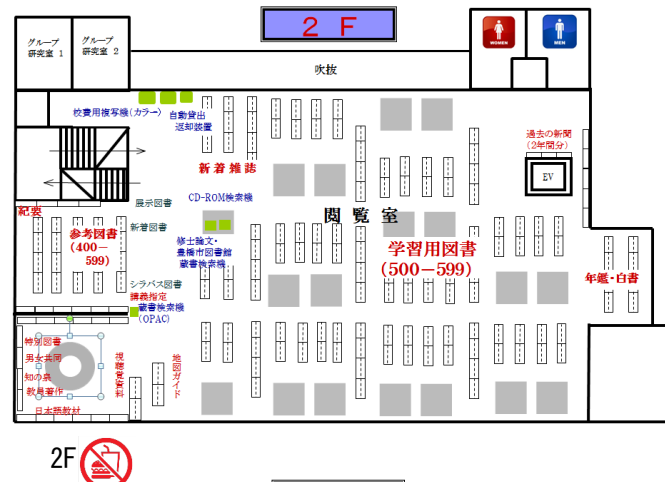 ２ Ｆ
グループ
研究室 1
グループ
研究室 2
吹抜
WOMEN
MEN
校費用複写機(カラー)
自動貸出
返却装置
過去の新聞
(2年間分)
新着雑誌
EV
展示図書
CD-ROM検索機
紀要
閲覧室
新着図書
参考図書
(400－
599)
修士論文・
豊橋市図書館
蔵書検索機
学習用図書
(500－599)
年鑑・白書
シラバス図書
講義指定
蔵書検索機
(OPAC)
特別図書
男女共同
知の泉
教員著作
日本語教材
視聴覚資料
地図ガイド
2F